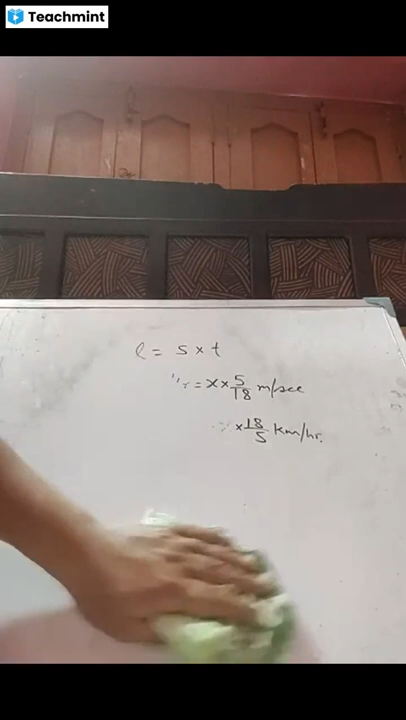 Teachmint
l = s × t
= x × 5/18 m/sec
× 18/5 km/hr.